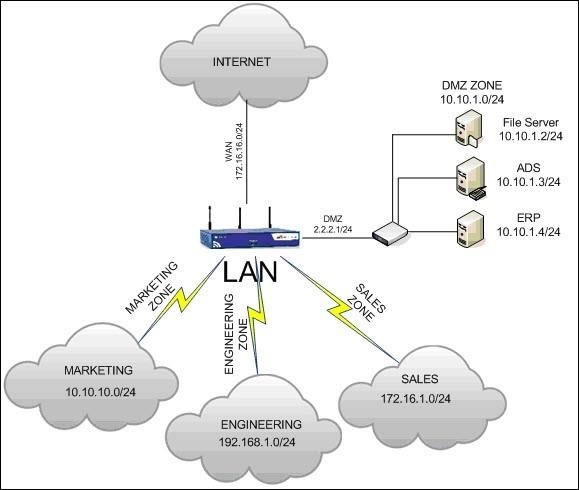 INTERNET
WAN
172.16.16.0/24
DMZ ZONE
10.10.1.0/24
File Server
10.10.1.2/24
ADS
10.10.1.3/24
ERP
10.10.1.4/24
DMZ
2.2.2.1/24
LAN
MARKETING
ZONE
ENGINEERING
ZONE
SALES
ZONE
MARKETING
10.10.10.0/24
ENGINEERING
192.168.1.0/24
SALES
172.16.1.0/24